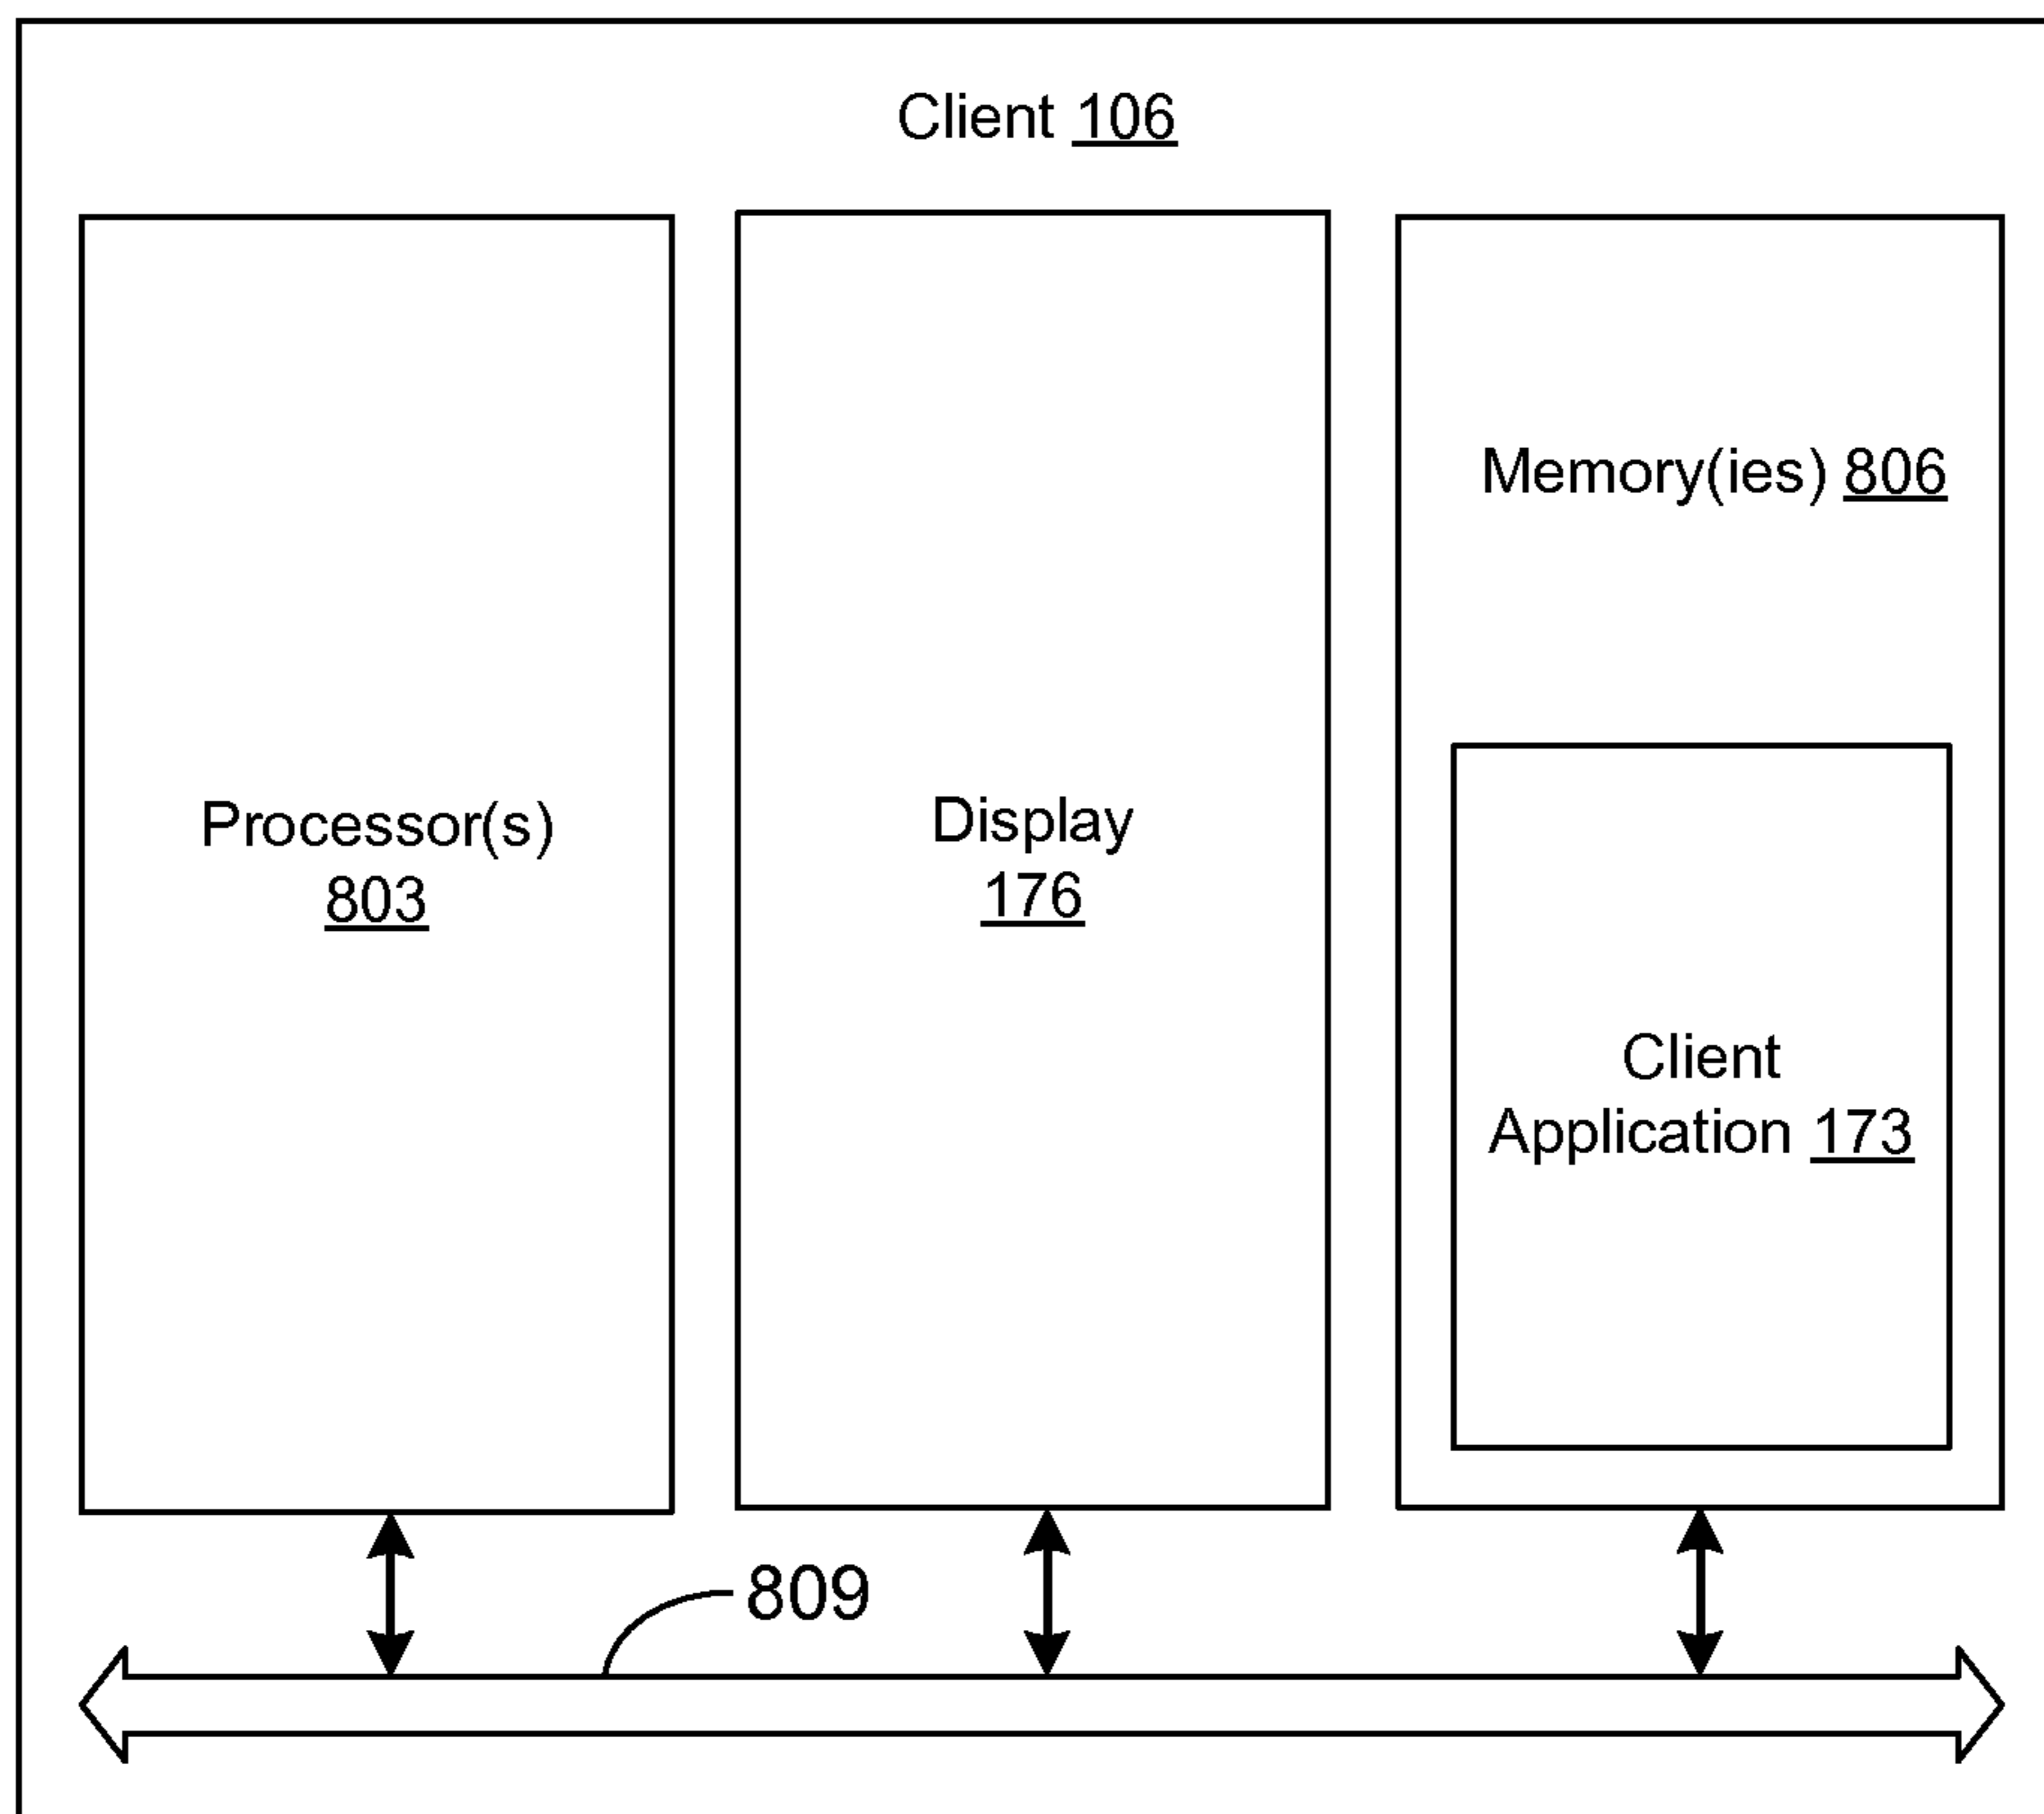 Client 106
Processor(s)
803
Display
176
Memory(ies) 806
Client
Application 173
809